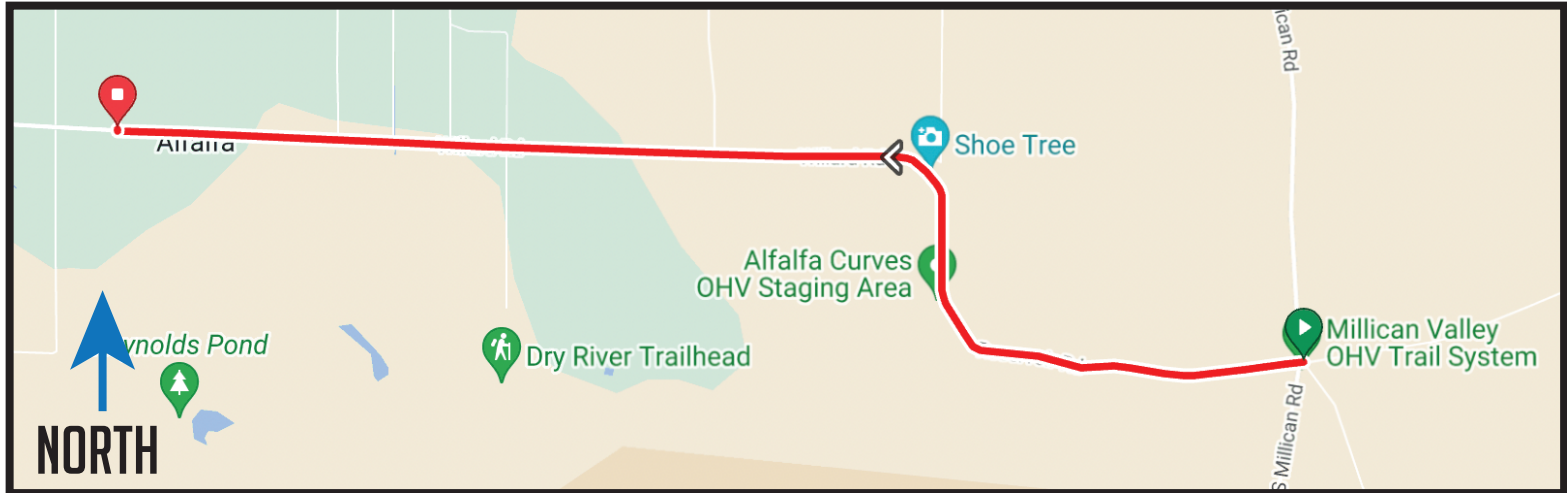 ican Rd
Shoe Tree
Alfalfa
Alfalfa Curves
OHV Staging Area
Millican Valley
OHV Trail System
ynolds Pond
Dry River Trailhead
S Millican Rd
NORTH